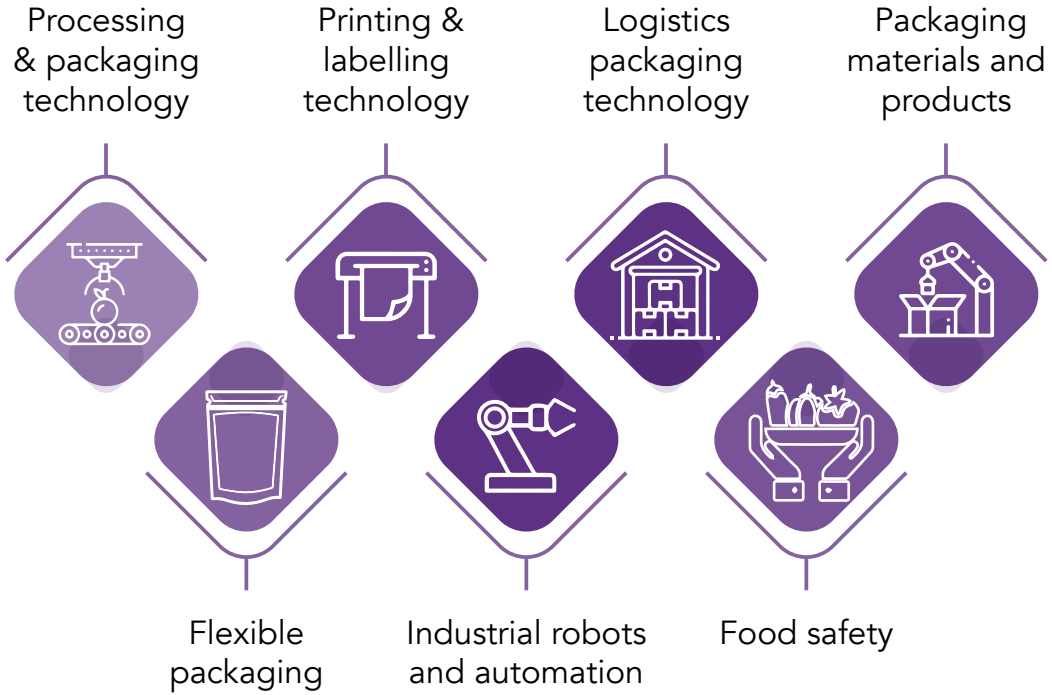 Processing
& packaging
technology
Printing &
labelling
technology
Logistics
packaging
technology
Packaging
materials and
products
Flexible
packaging
Industrial robots
and automation
Food safety